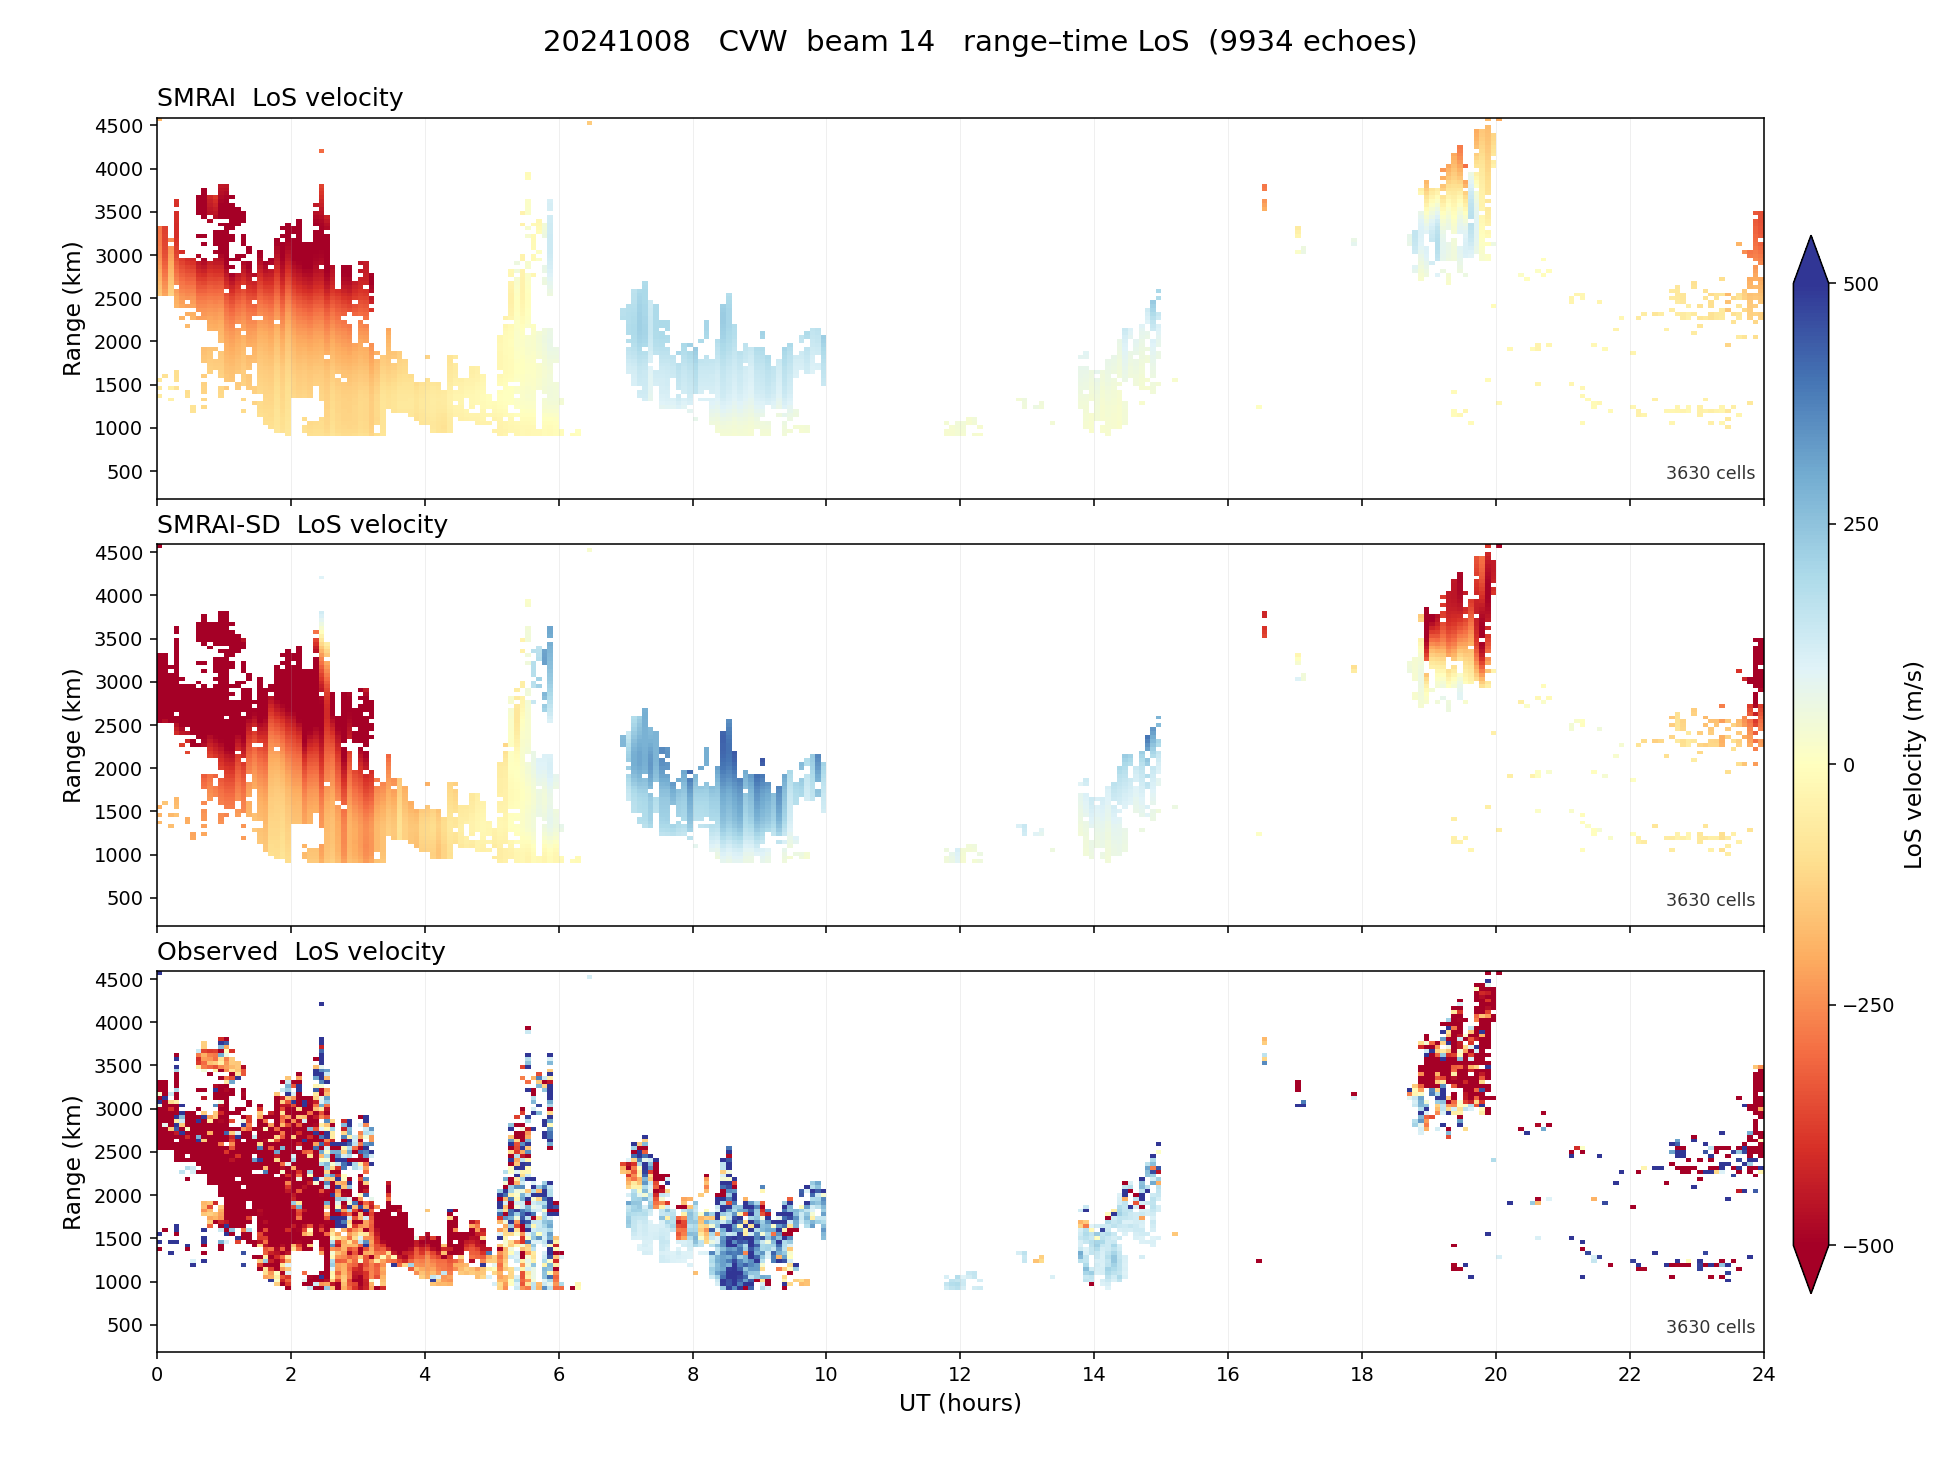 20241008   CVW  beam 14   range–time LoS  (9934 echoes)
SMRAI  LoS velocity
4500
4000
3500
3000
2500
2000
1500
1000
500
Range (km)
3630 cells
SMRAI-SD  LoS velocity
4500
4000
3500
3000
2500
2000
1500
1000
500
Range (km)
3630 cells
Observed  LoS velocity
4500
4000
3500
3000
2500
2000
1500
1000
500
Range (km)
3630 cells
0 2 4 6 8 10 12 14 16 18 20 22 24
UT (hours)
500
250
0
−250
−500
LoS velocity (m/s)